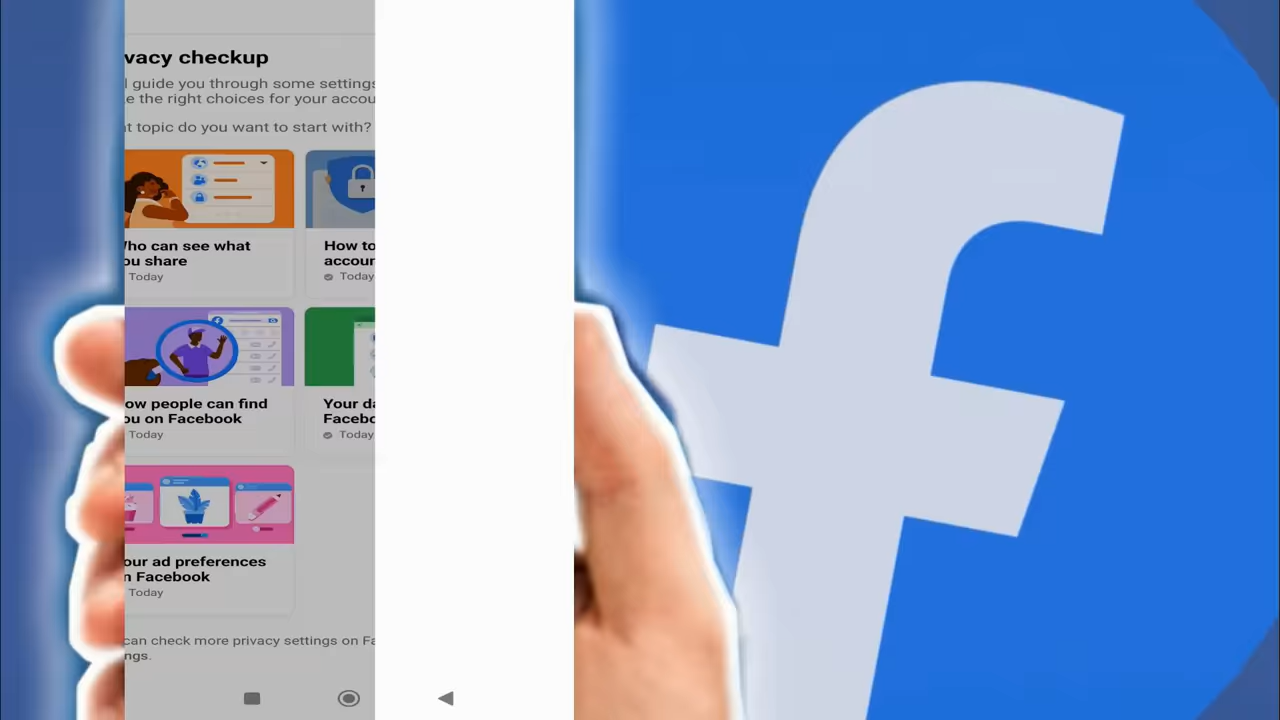 vacy checkup
guide you through some settings
the right choices for your
topic do you want to start with?
ho can see what
ou share
Today
How to
accour
Today
ow people can find
ou on Facebook
Today
Your da
Facebo
Today
our ad preferences
n Facebook
Today
can check more privacy settings on Fa
ngs.